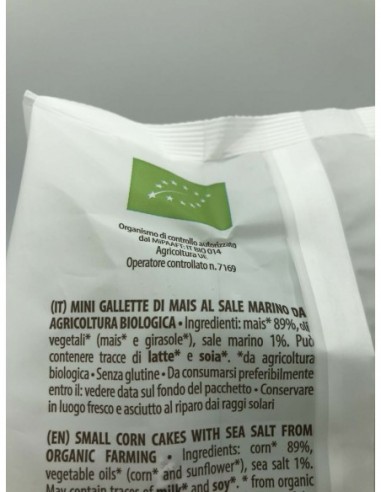 Organismo di controllo autorizzato
dal MIPAAFT: IT BIO 014
Agricoltura UE
Operatore controllato n. 7169
(IT) MINI GALLETTE DI MAIS AL SALE MARINO DA
AGRICOLTURA BIOLOGICA • Ingredienti: mais* 89%, oli
vegetali* (mais* e girasole*), sale marino 1%. Può
contenere tracce di latte* e soia*. *da agricoltura
biologica • Senza glutine • Da consumarsi preferibilmente
entro il: vedere data sul fondo del pacchetto • Conservare
in luogo fresco e asciutto al riparo dai raggi solari
(EN) SMALL CORN CAKES WITH SEA SALT FROM
ORGANIC FARMING • Ingredients: corn* 89%,
vegetable oils* (corn* and sunflower*), sea salt 1%.
May contain traces of milk* and soy*. * from organic